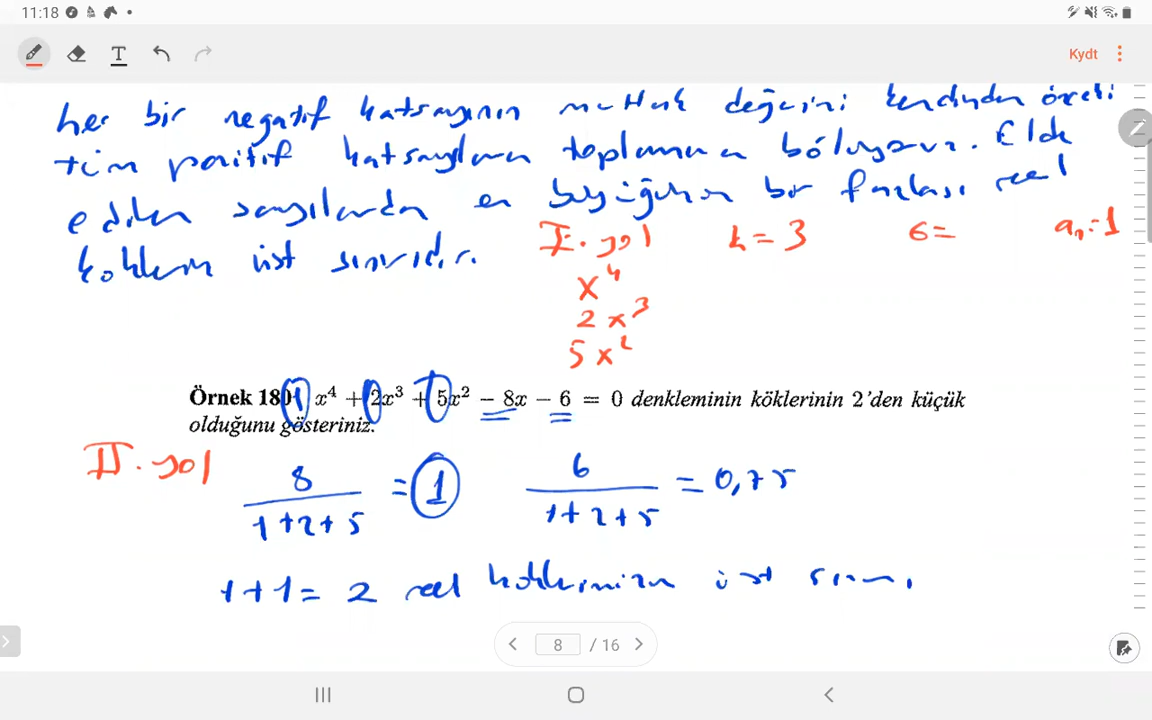 11:18
Kydt
her bir negatif katsayının mutlak değerini kendinden önceki
tüm pozitif katsayıların toplamına bölüyoruz. Elde
edilen sayılardan en büyüğünün bir fazlası reel
köklerin üst sınırıdır.
I. yol k = 3 6= aₙ=1
x⁴
2x³
5x²
Örnek 180 1 x⁴ + 2x³ + 5x² − 8x − 6 = 0 denkleminin köklerinin 2'den küçük
olduğunu gösteriniz.
II. yol
8/(1+2+5) = 1 6/(1+2+5) = 0,75
1+1= 2 reel köklerimizin üst sınırı
8 / 16